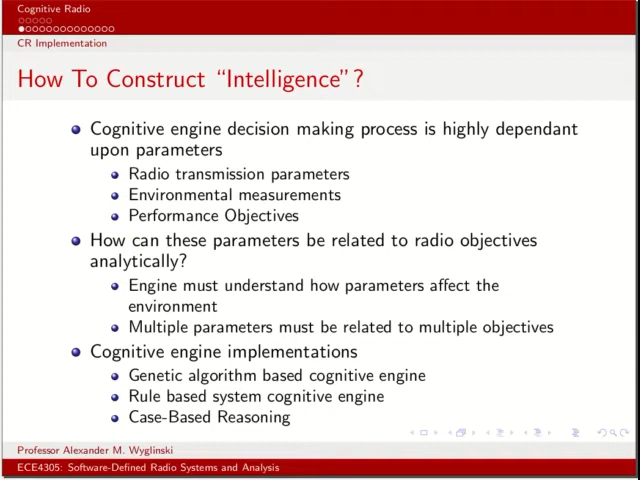 Cognitive Radio
CR Implementation
How To Construct “Intelligence”?
Cognitive engine decision making process is highly dependant
upon parameters
Radio transmission parameters
Environmental measurements
Performance Objectives
How can these parameters be related to radio objectives
analytically?
Engine must understand how parameters affect the
environment
Multiple parameters must be related to multiple objectives
Cognitive engine implementations
Genetic algorithm based cognitive engine
Rule based system cognitive engine
Case-Based Reasoning
Professor Alexander M. Wyglinski
ECE4305: Software-Defined Radio Systems and Analysis